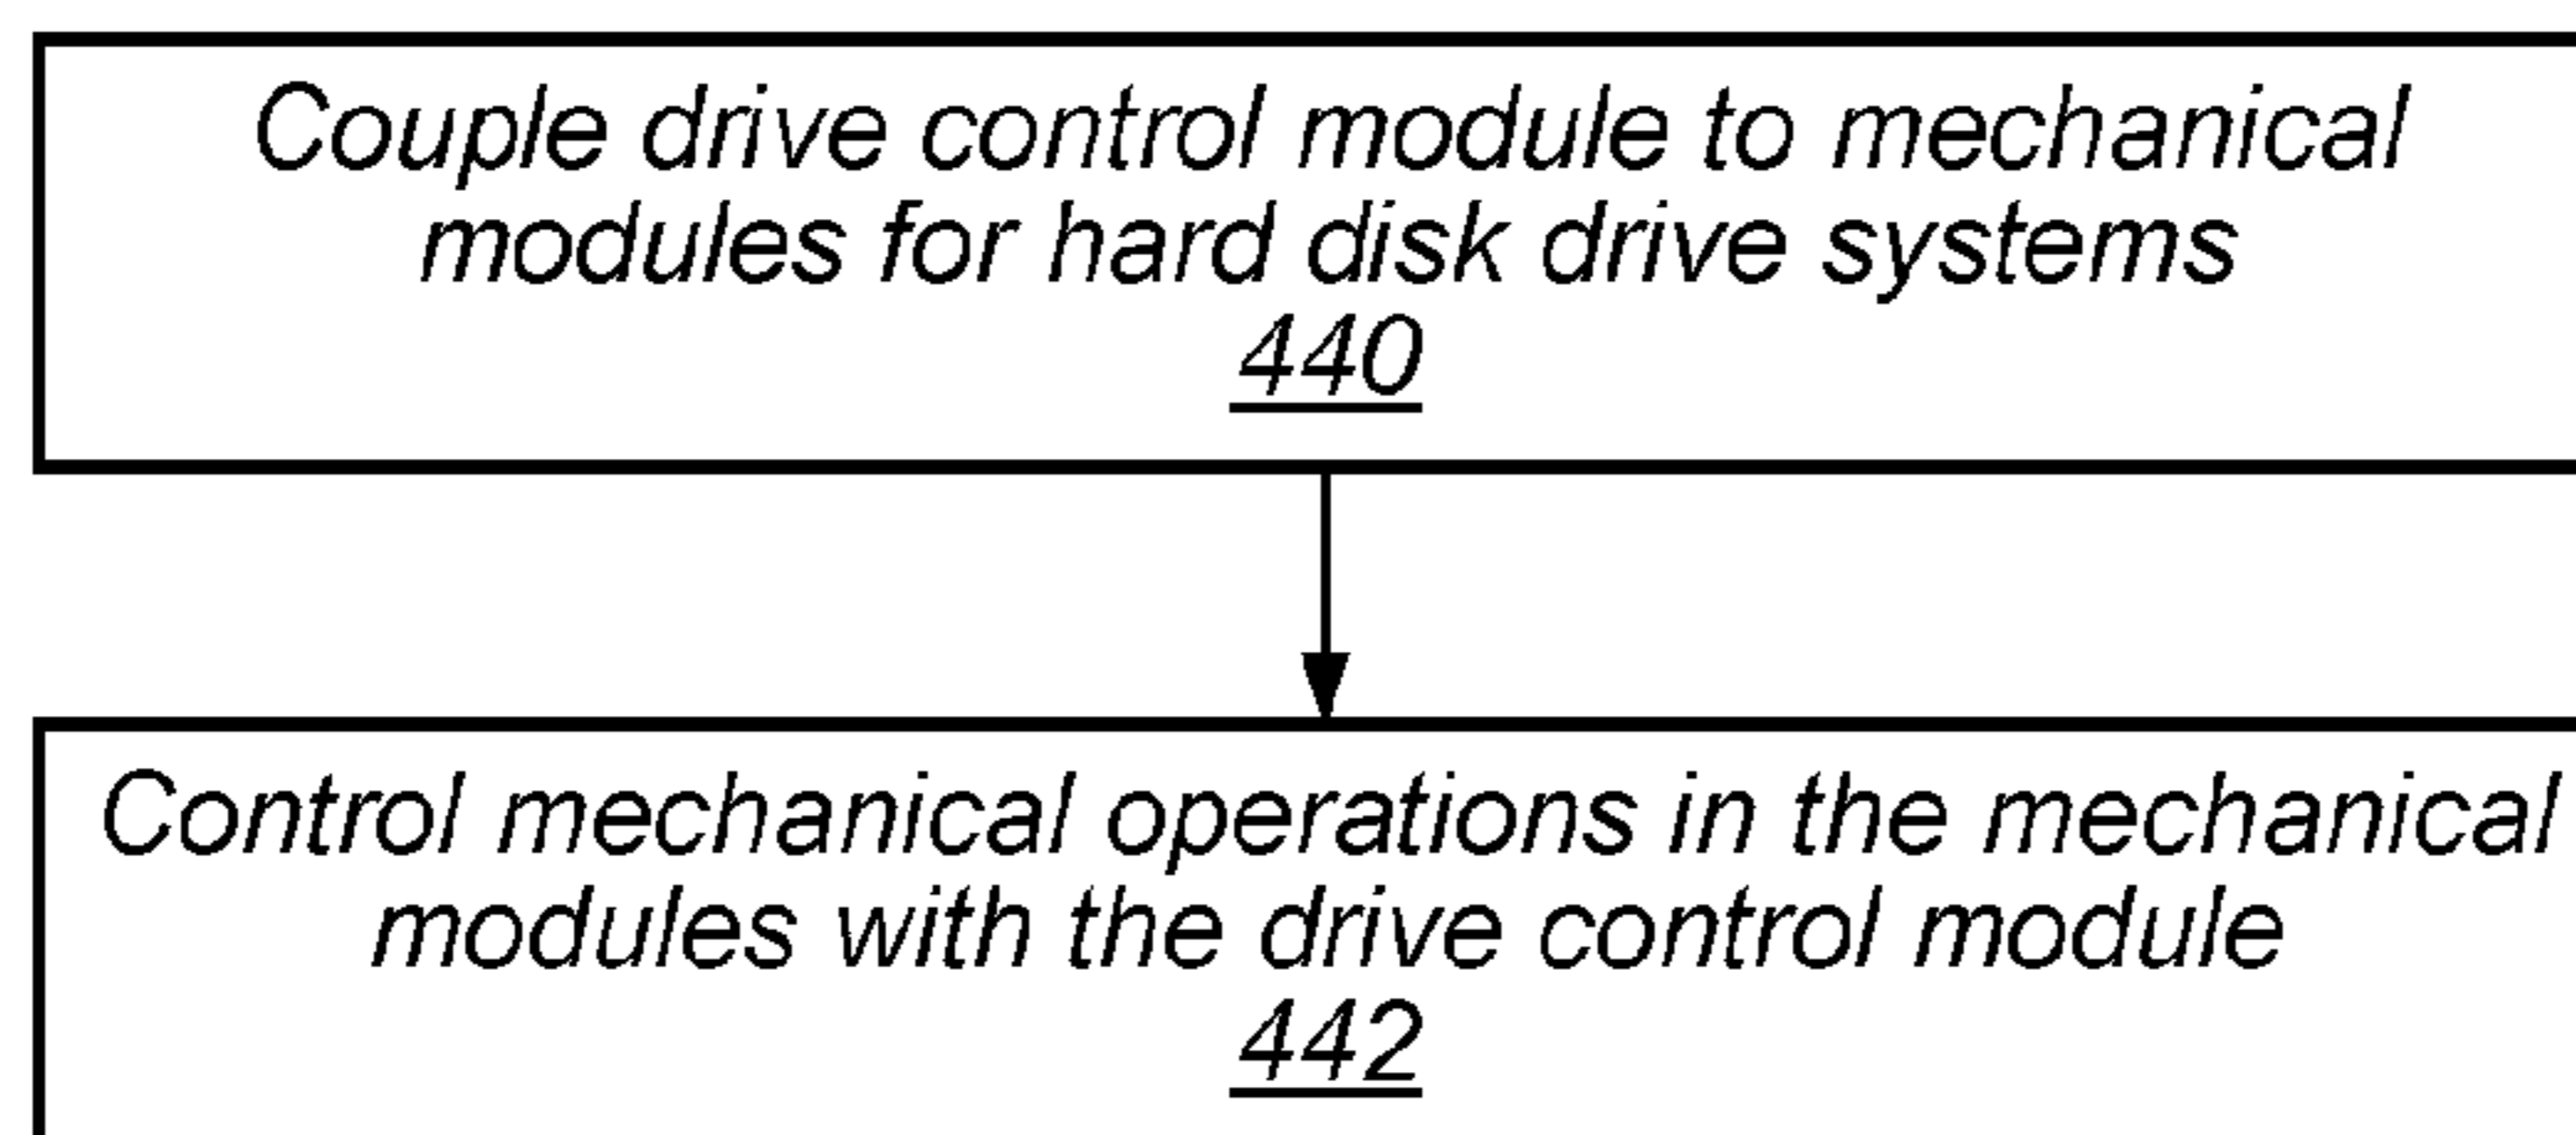 Couple drive control module to mechanical
modules for hard disk drive systems
440
Control mechanical operations in the mechanical
modules with the drive control module
442